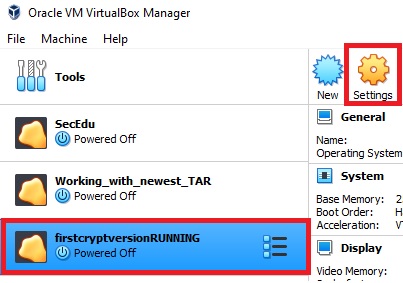 Oracle VM VirtualBox Manager
File Machine Help
Tools
New Settings
SecEdu
Powered Off
Working_with_newest_TAR
Powered Off
firstcryptversionRUNNING
Powered Off
General
Name:
Operating System
System
Base Memory: 2
Boot Order: H
Acceleration: V
Display
Video Memory: